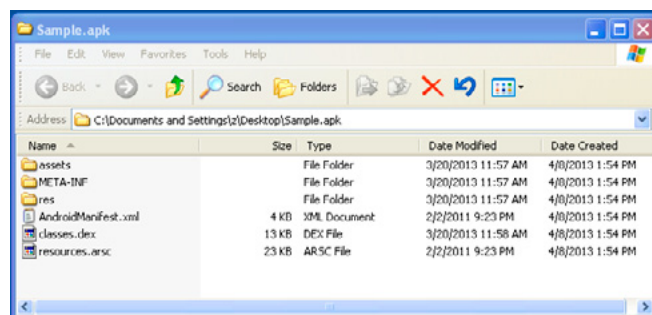 Sample.apk
File Edit View Favorites Tools Help
Back Search Folders
Address C:\Documents and Settings\z\Desktop\Sample.apk
Name Size Type Date Modified Date Created
assets File Folder 3/20/2013 11:57 AM 4/8/2013 1:54 PM
META-INF File Folder 3/20/2013 11:57 AM 4/8/2013 1:54 PM
res File Folder 3/20/2013 11:57 AM 4/8/2013 1:54 PM
AndroidManifest.xml 4 KB XML Document 2/2/2011 9:23 PM 4/8/2013 1:54 PM
classes.dex 13 KB DEX File 3/20/2013 11:58 AM 4/8/2013 1:54 PM
resources.arsc 23 KB ARSC File 2/2/2011 9:23 PM 4/8/2013 1:54 PM